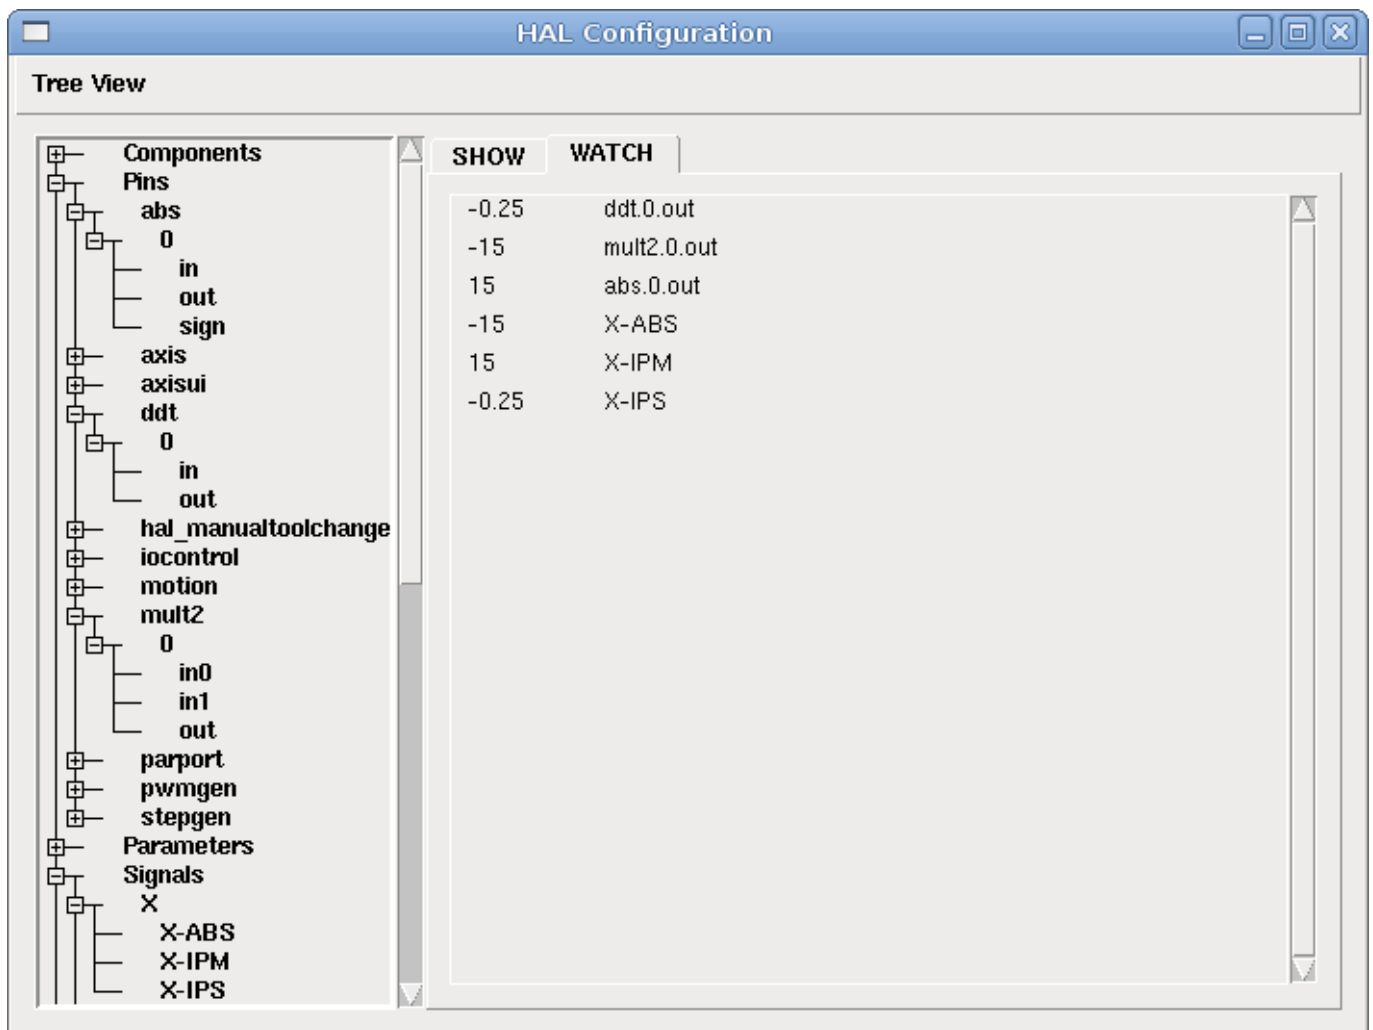 HAL Configuration
Tree View
Components
Pins
abs
0
in
out
sign
axis
axisui
ddt
0
in
out
hal_manualtoolchange
iocontrol
motion
mult2
0
in0
in1
out
parport
pwmgen
stepgen
Parameters
Signals
X
X-ABS
X-IPM
X-IPS
SHOW WATCH
-0.25 ddt.0.out
-15 mult2.0.out
15 abs.0.out
-15 X-ABS
15 X-IPM
-0.25 X-IPS